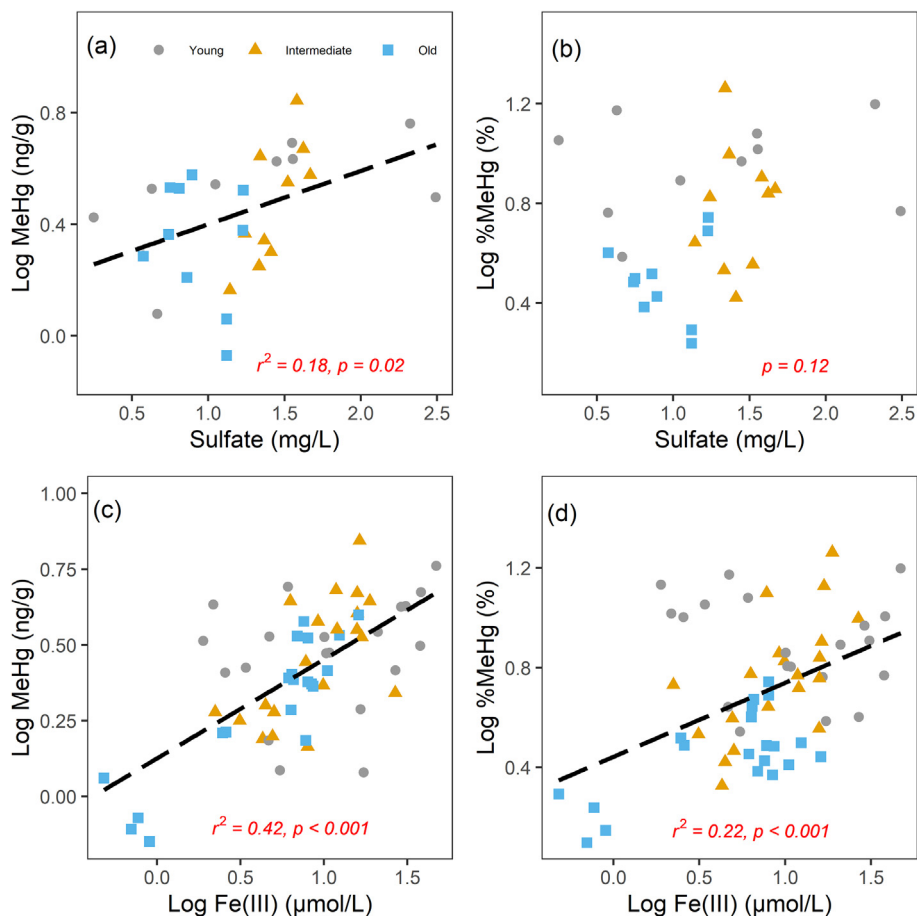 (a)
Young Intermediate Old
Log MeHg (ng/g)
0.8
0.4
0.0
r² = 0.18, p = 0.02
0.5 1.0 1.5 2.0 2.5
Sulfate (mg/L)
(b)
Log %MeHg (%)
1.2
0.8
0.4
p = 0.12
0.5 1.0 1.5 2.0 2.5
Sulfate (mg/L)
(c)
Log MeHg (ng/g)
1.00
0.75
0.50
0.25
0.00
r² = 0.42, p < 0.001
0.0 0.5 1.0 1.5
Log Fe(III) (μmol/L)
(d)
Log %MeHg (%)
1.2
0.8
0.4
r² = 0.22, p < 0.001
0.0 0.5 1.0 1.5
Log Fe(III) (μmol/L)